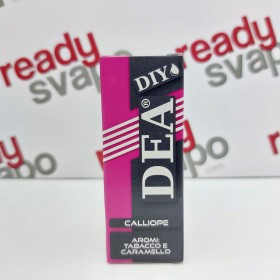 ready
svapo
ready
svapo
ready
svapo
DIY
DEA®
CALLIOPE
AROMI:
TABACCO E
CARAMELLO